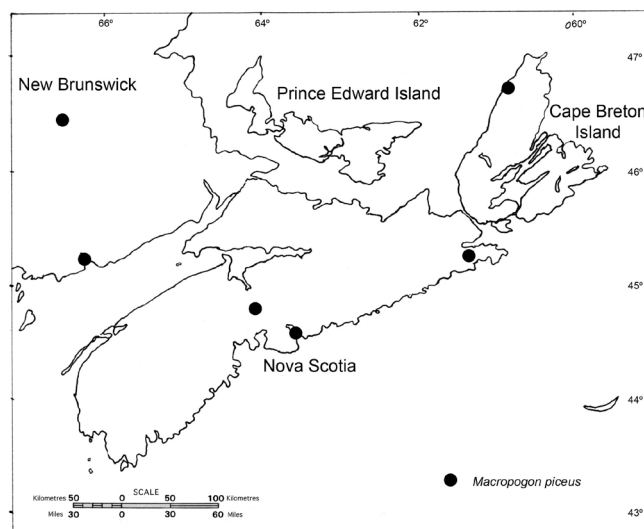 66° 64° 62° 60°
47°
New Brunswick
Prince Edward Island
Cape Breton
Island
46°
45°
Nova Scotia
44°
Macropogon piceus
SCALE
Kilometres 50 0 50 100 Kilometres
Miles 30 0 30 60 Miles
43°